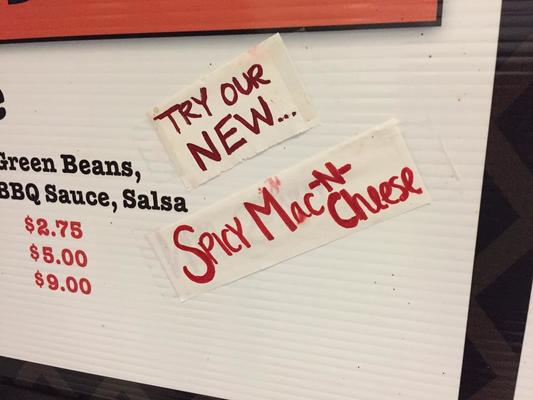 Green Beans,
BBQ Sauce, Salsa
$2.75
$5.00
$9.00
TRY OUR
NEW...
SPICY Mac-N-
Cheese